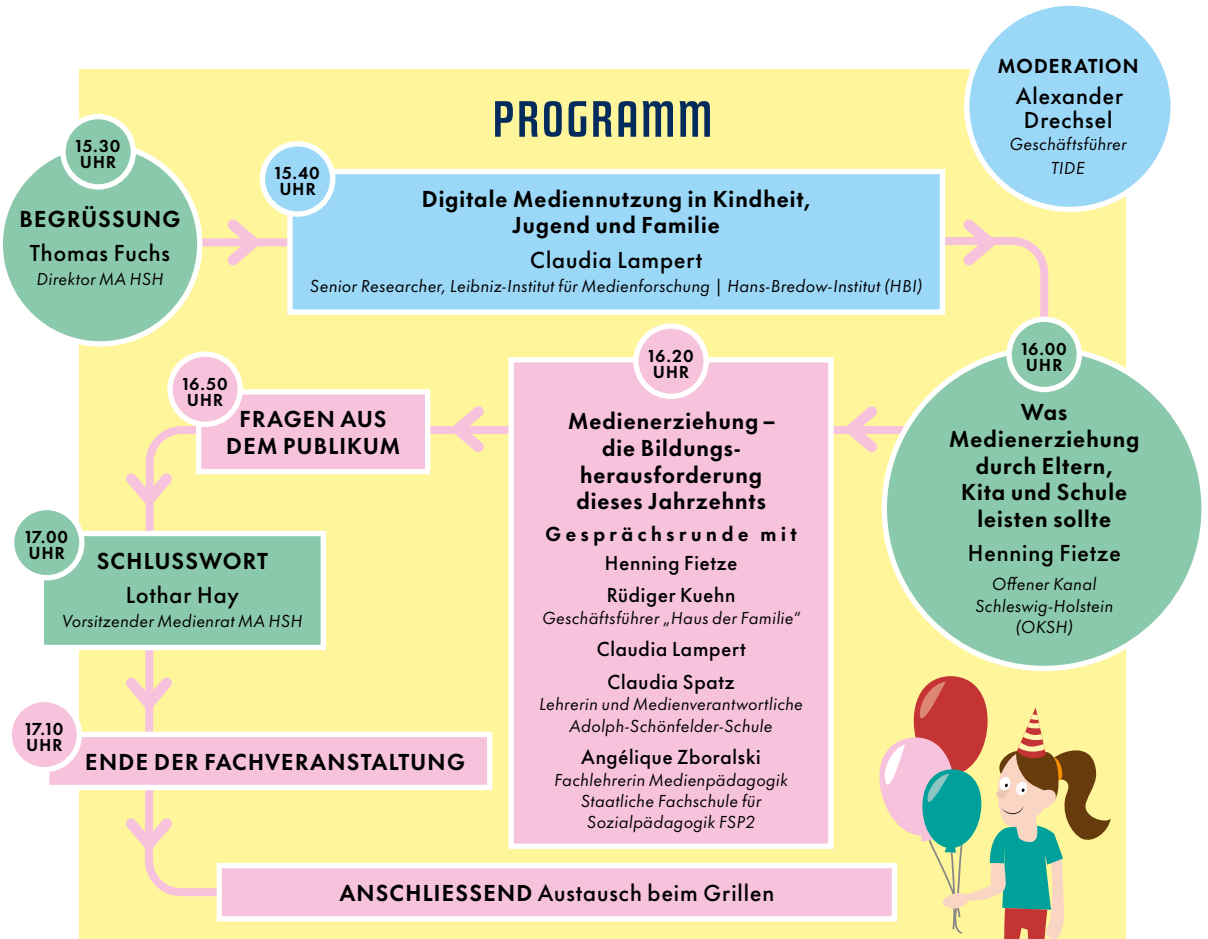 PROGRAMM
MODERATION
Alexander
Drechsel
Geschäftsführer
TIDE
15.30
UHR
BEGRÜSSUNG
Thomas Fuchs
Direktor MA HSH
15.40
UHR
Digitale Mediennutzung in Kindheit,
Jugend und Familie
Claudia Lampert
Senior Researcher, Leibniz-Institut für Medienforschung | Hans-Bredow-Institut (HBI)
16.00
UHR
Was
Medienerziehung
durch Eltern,
Kita und Schule
leisten sollte
Henning Fietze
Offener Kanal
Schleswig-Holstein
(OKSH)
16.20
UHR
Medienerziehung –
die Bildungs-
herausforderung
dieses Jahrzehnts
Gesprächsrunde mit
Henning Fietze
Rüdiger Kuehn
Geschäftsführer „Haus der Familie“
Claudia Lampert
Claudia Spatz
Lehrerin und Medienverantwortliche
Adolph-Schönfelder-Schule
Angélique Zboralski
Fachlehrerin Medienpädagogik
Staatliche Fachschule für
Sozialpädagogik FSP2
16.50
UHR
FRAGEN AUS
DEM PUBLIKUM
17.00
UHR
SCHLUSSWORT
Lothar Hay
Vorsitzender Medienrat MA HSH
17.10
UHR
ENDE DER FACHVERANSTALTUNG
ANSCHLIESSEND Austausch beim Grillen